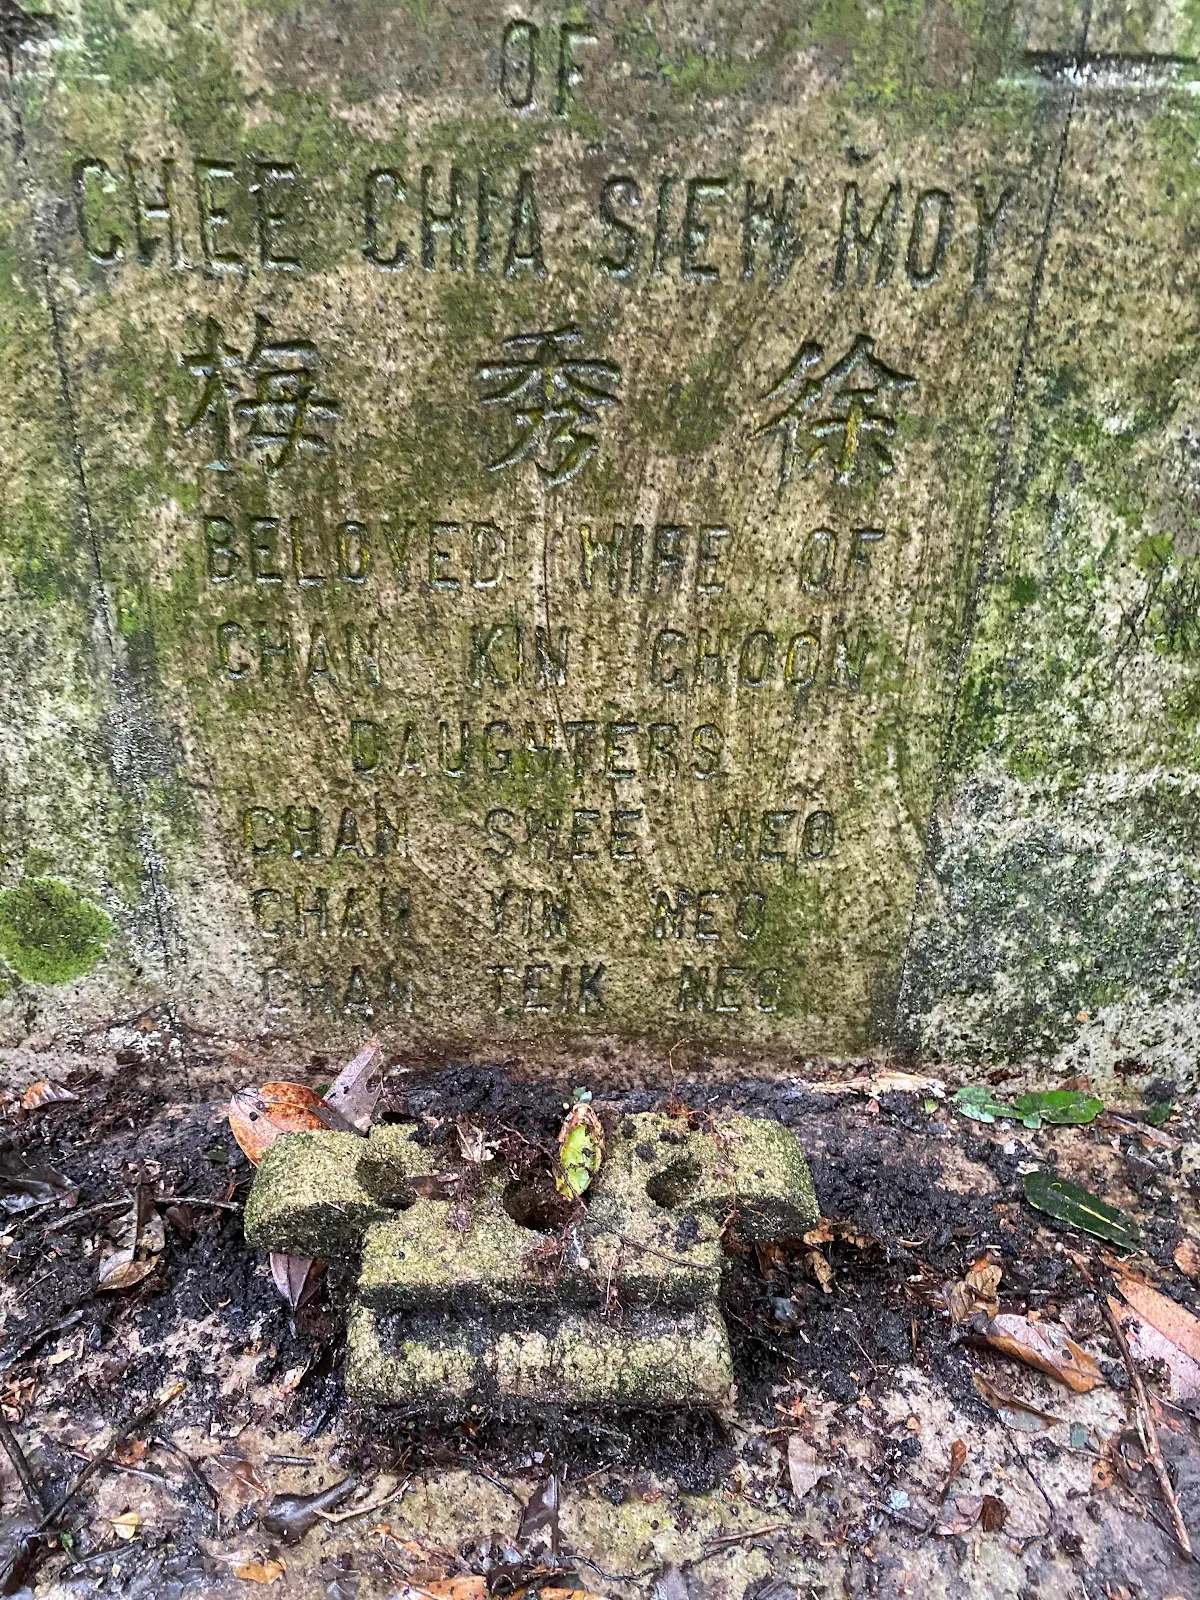 OF
CHEE CHIA SIEW MOY
徐秀梅
BELOVED WIFE OF
CHAN KIN CHOON
DAUGHTERS
CHAN SWEE NEO
CHAN YIN NEO
CHAN TEIK NEO